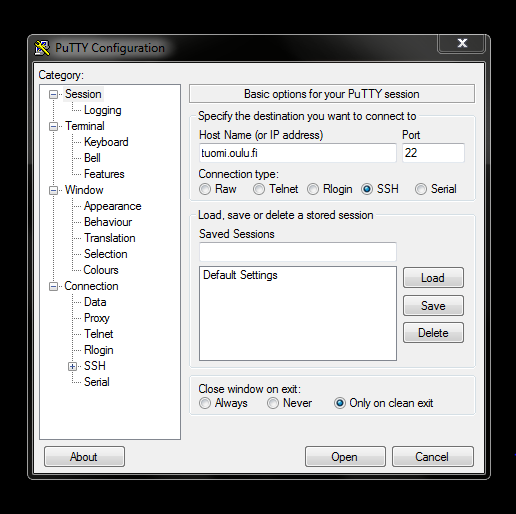 PuTTY Configuration
Category:
Session
Logging
Terminal
Keyboard
Bell
Features
Window
Appearance
Behaviour
Translation
Selection
Colours
Connection
Data
Proxy
Telnet
Rlogin
SSH
Serial
Basic options for your PuTTY session
Specify the destination you want to connect to
Host Name (or IP address) Port
tuomi.oulu.fi 22
Connection type:
Raw Telnet Rlogin SSH Serial
Load, save or delete a stored session
Saved Sessions
Default Settings
Load
Save
Delete
Close window on exit:
Always Never Only on clean exit
About Open Cancel